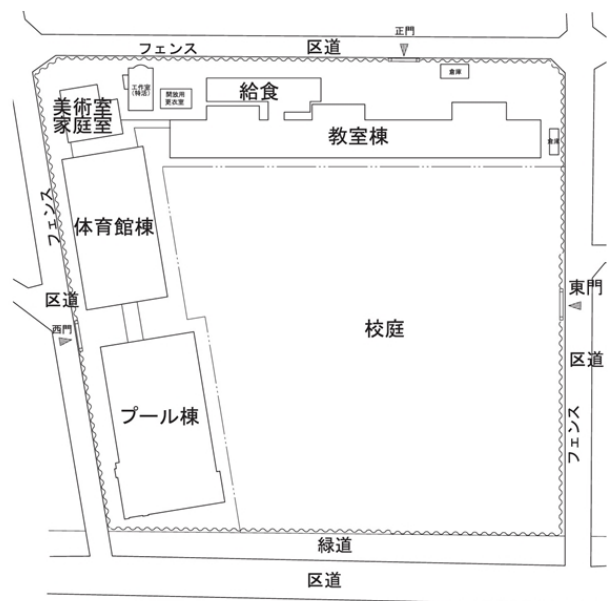 正門
フェンス
区道
倉庫
工作室
(特活)
開放用
更衣室
給食
美術室
家庭室
教室棟
倉庫
フェンス
体育館棟
区道
東門
西門
校庭
区道
プール棟
フェンス
緑道
区道